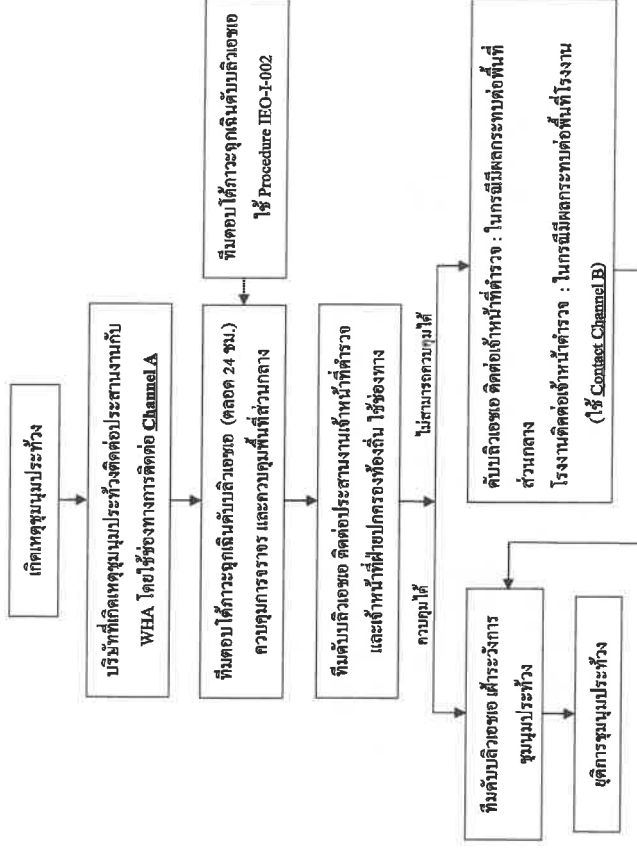 เกิดเหตุชุมนุมประท้วง
บริษัทที่เกิดเหตุชุมนุมประท้วงติดต่อประสานงานกับ
WHA โดยใช้ช่องทางการติดต่อ Channel A
ทีมตอบโต้ภาวะฉุกเฉินดับบลิวเอชเอ
ใช้ Procedure IEO-I-002
ทีมตอบโต้ภาวะฉุกเฉินดับบลิวเอชเอ (ตลอด 24 ชม.)
ควบคุมการจราจร และควบคุมพื้นที่ส่วนกลาง
ทีมดับบลิวเอชเอ ติดต่อประสานงานเจ้าหน้าที่ตำรวจ
และเจ้าหน้าที่ฝ่ายปกครองท้องถิ่น ใช้ช่องทาง
ควบคุมได้
ไม่สามารถควบคุมได้
ทีมดับบลิวเอชเอ เฝ้าระวังการ
ชุมนุมประท้วง
ยุติการชุมนุมประท้วง
ดับบลิวเอชเอ ติดต่อเจ้าหน้าที่ตำรวจ : ในกรณีมีผลกระทบต่อพื้นที่
ส่วนกลาง
โรงงานติดต่อเจ้าหน้าตำรวจ : ในกรณีมีผลกระทบต่อพื้นที่โรงงาน
(ใช้ Contact Channel B)